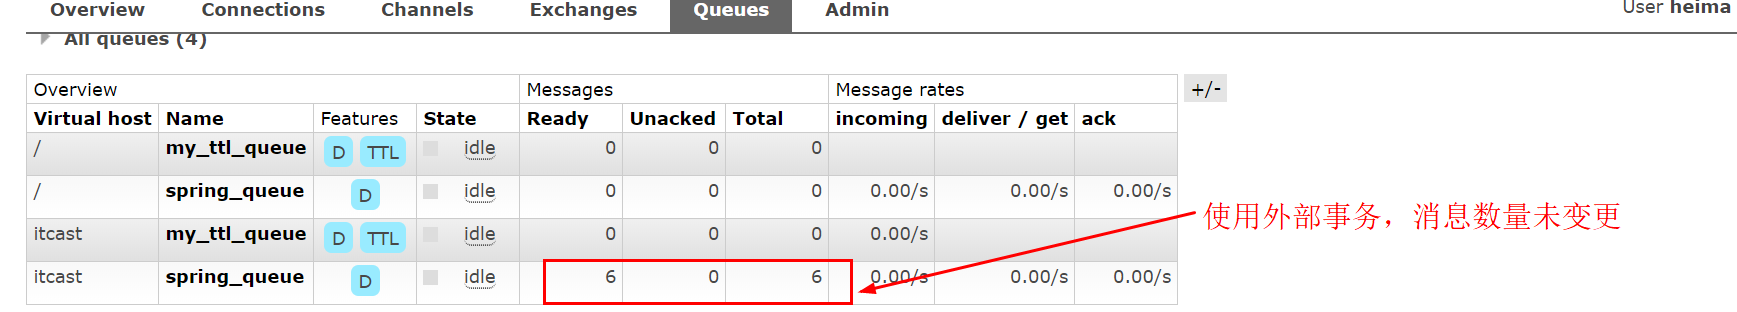 Overview Connections Channels Exchanges Queues Admin User heima
All queues (4)
Overview Messages Message rates +/-
Virtual host Name Features State Ready Unacked Total incoming deliver / get ack
/ my_ttl_queue D TTL idle 0 0 0
/ spring_queue D idle 0 0 0 0.00/s 0.00/s 0.00/s
使用外部事务，消息数量未变更
itcast my_ttl_queue D TTL idle 0 0 0 0.00/s
itcast spring_queue D idle 6 0 6 0.00/s 0.00/s 0.00/s